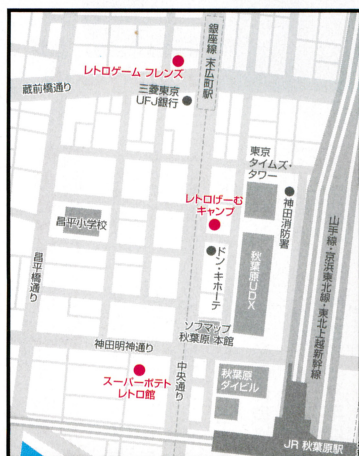 銀座線 末広町駅
レトロゲーム フレンズ
蔵前橋通り
三菱東京
UFJ銀行
東京
タイムズ・
タワー
神田消防署
レトロげーむ
キャンプ
昌平小学校
ドン・キホーテ
秋葉原UDX
山手線・京浜東北線・東北上越新幹線
昌平橋通り
ソフマップ
秋葉原 本館
神田明神通り
中央通り
スーパーポテト
レトロ館
秋葉原
ダイビル
JR 秋葉原駅